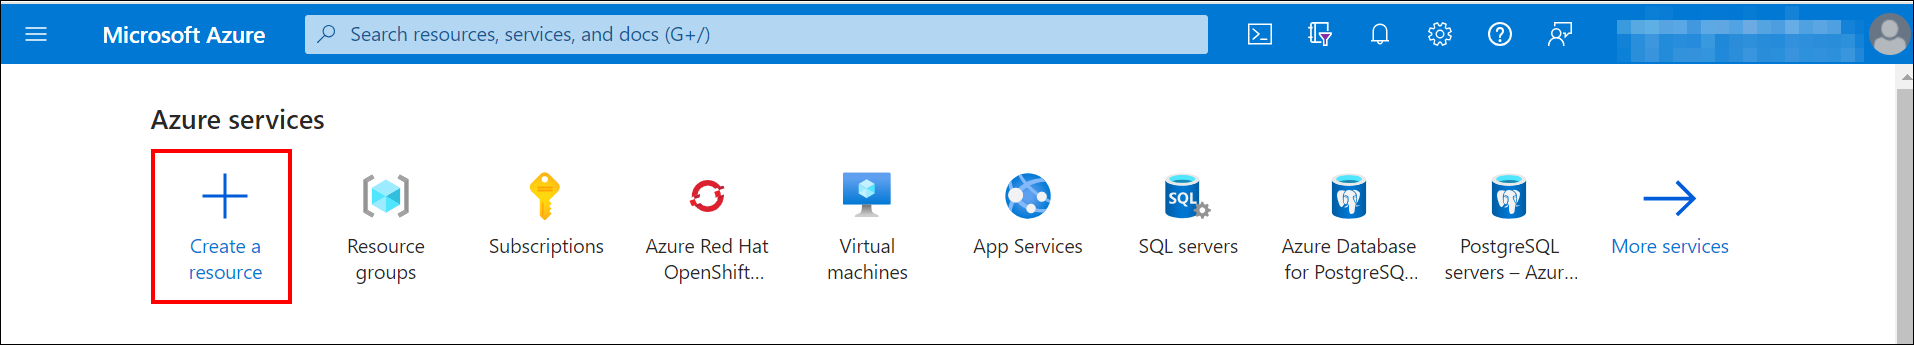 Microsoft Azure
Search resources, services, and docs (G+/)
Azure services
Create a
resource
Resource
groups
Subscriptions
Azure Red Hat
OpenShift...
Virtual
machines
App Services
SQL
SQL servers
Azure Database
for PostgreSQ...
PostgreSQL
servers – Azur...
More services